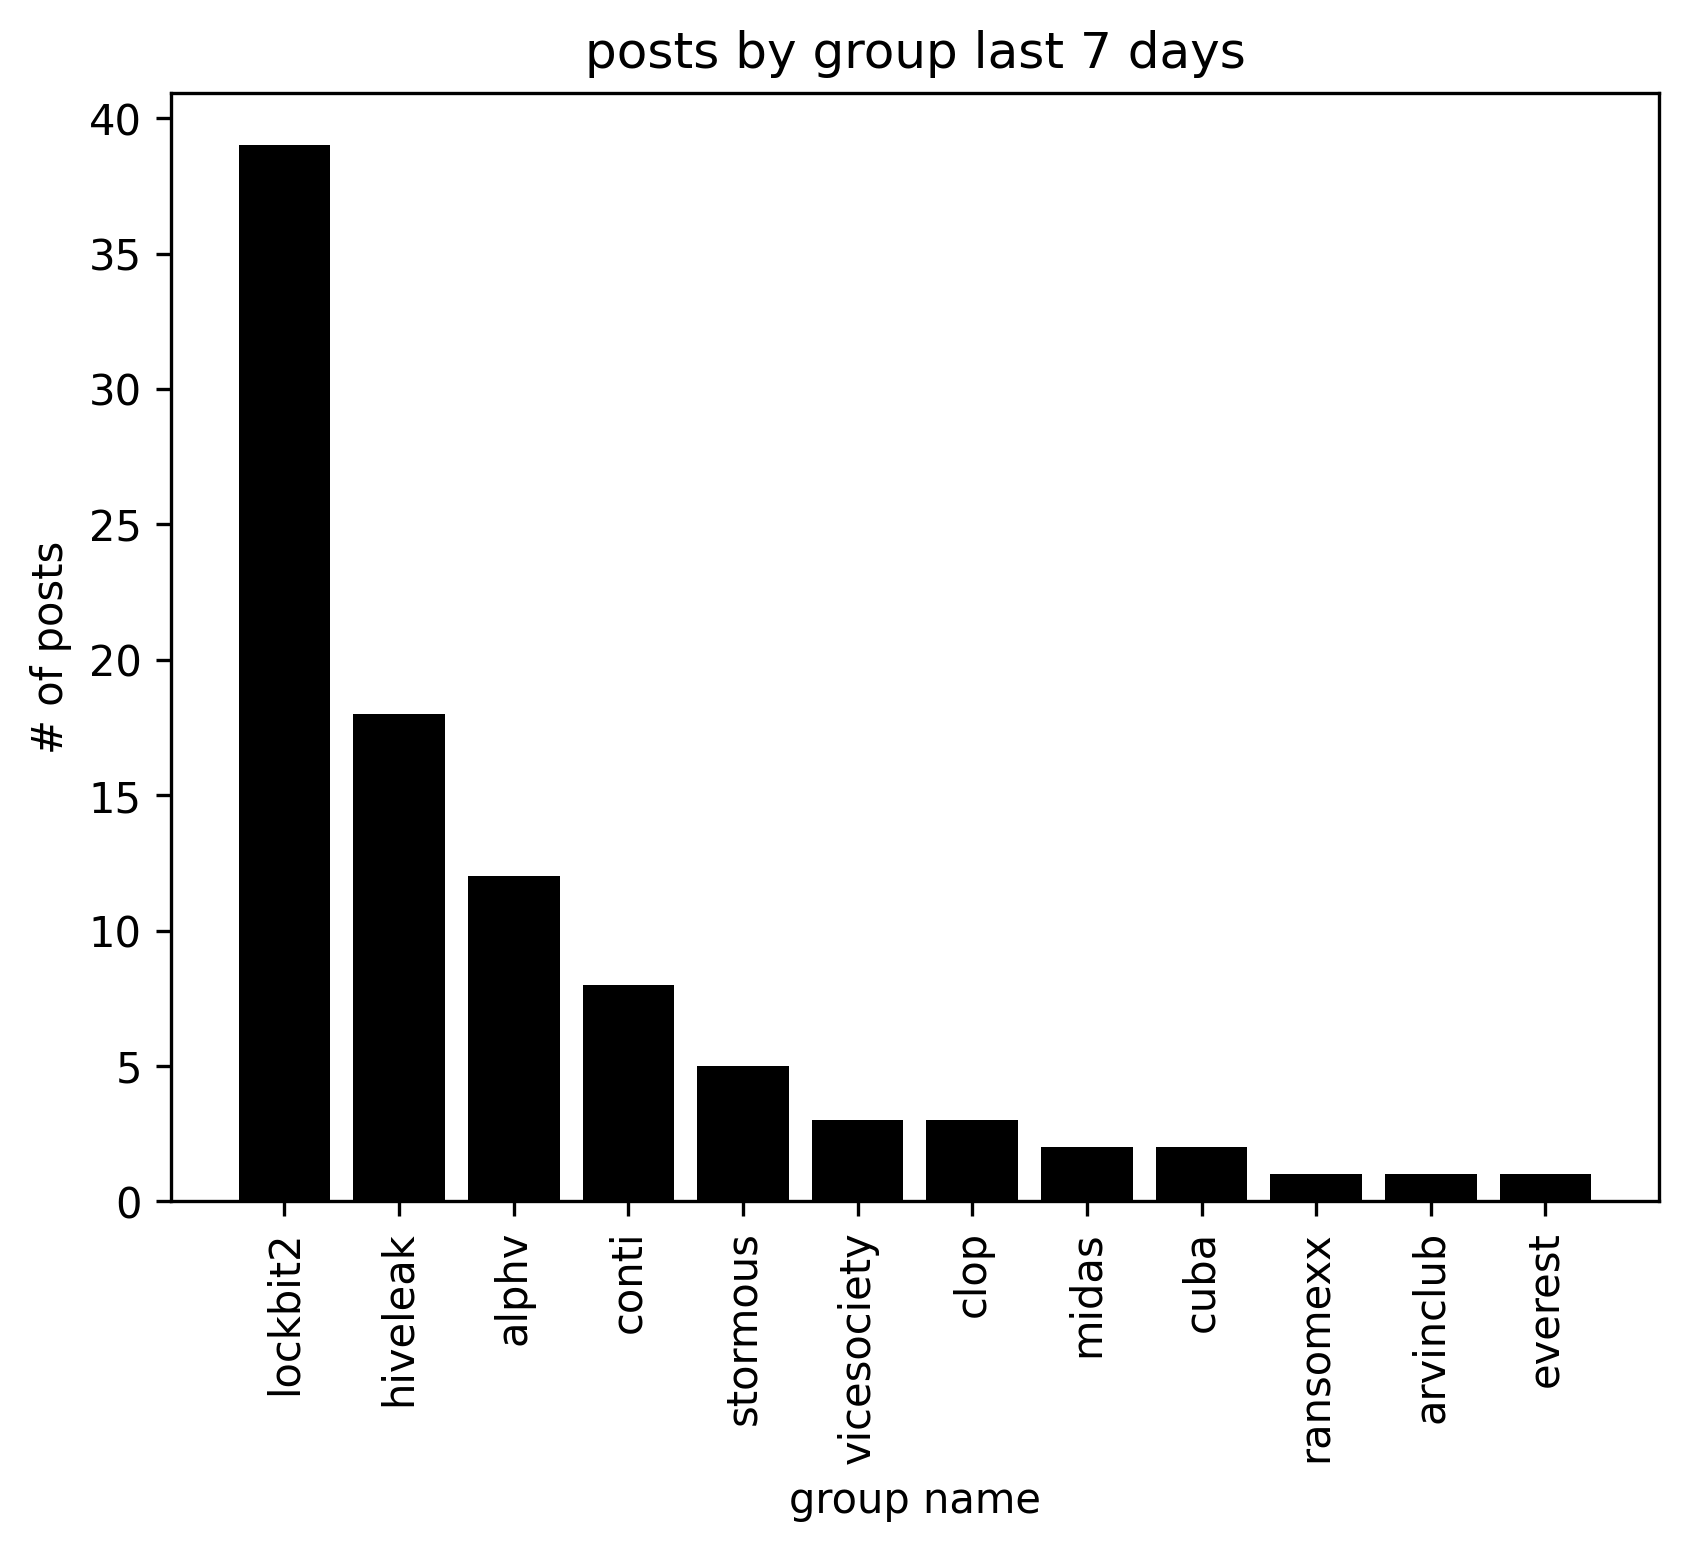 posts by group last 7 days
40
35
30
25
20
15
10
5
0
# of posts
lockbit2
hiveleak
alphv
conti
stormous
vicesociety
clop
midas
cuba
ransomexx
arvinclub
everest
group name